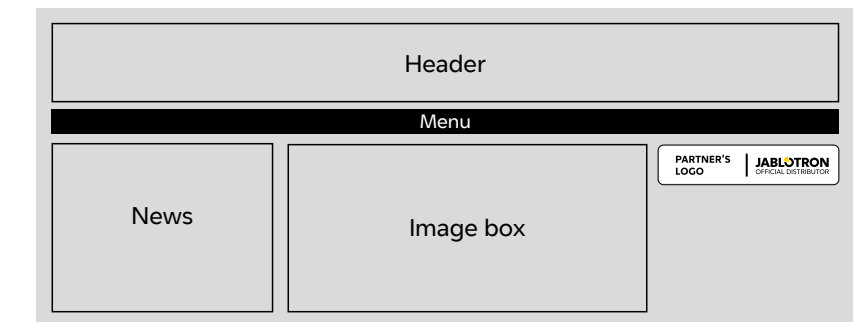 Header
Menu
News
Image box
PARTNER'S
LOGO
JABLOTRON
OFFICIAL DISTRIBUTOR